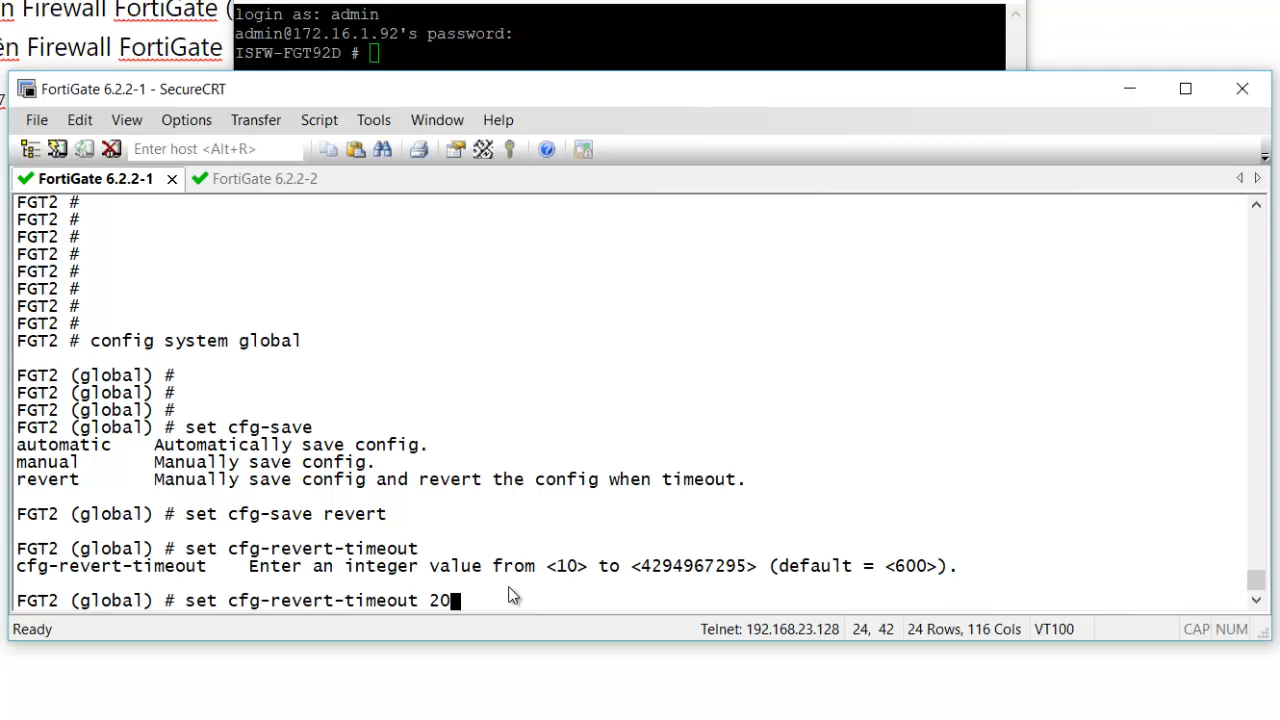 n Firewall FortiGate (
ên Firewall FortiGate
7
login as: admin
admin@172.16.1.92's password:
ISFW-FGT92D #
FortiGate 6.2.2-1 - SecureCRT
File Edit View Options Transfer Script Tools Window Help
Enter host <Alt+R>
FortiGate 6.2.2-1 FortiGate 6.2.2-2
FGT2 #
FGT2 #
FGT2 #
FGT2 #
FGT2 #
FGT2 #
FGT2 #
FGT2 #
FGT2 # config system global
FGT2 (global) #
FGT2 (global) #
FGT2 (global) #
FGT2 (global) # set cfg-save
automatic Automatically save config.
manual Manually save config.
revert Manually save config and revert the config when timeout.
FGT2 (global) # set cfg-save revert
FGT2 (global) # set cfg-revert-timeout
cfg-revert-timeout Enter an integer value from <10> to <4294967295> (default = <600>).
FGT2 (global) # set cfg-revert-timeout 20
Ready Telnet: 192.168.23.128 24, 42 24 Rows, 116 Cols VT100 CAP NUM